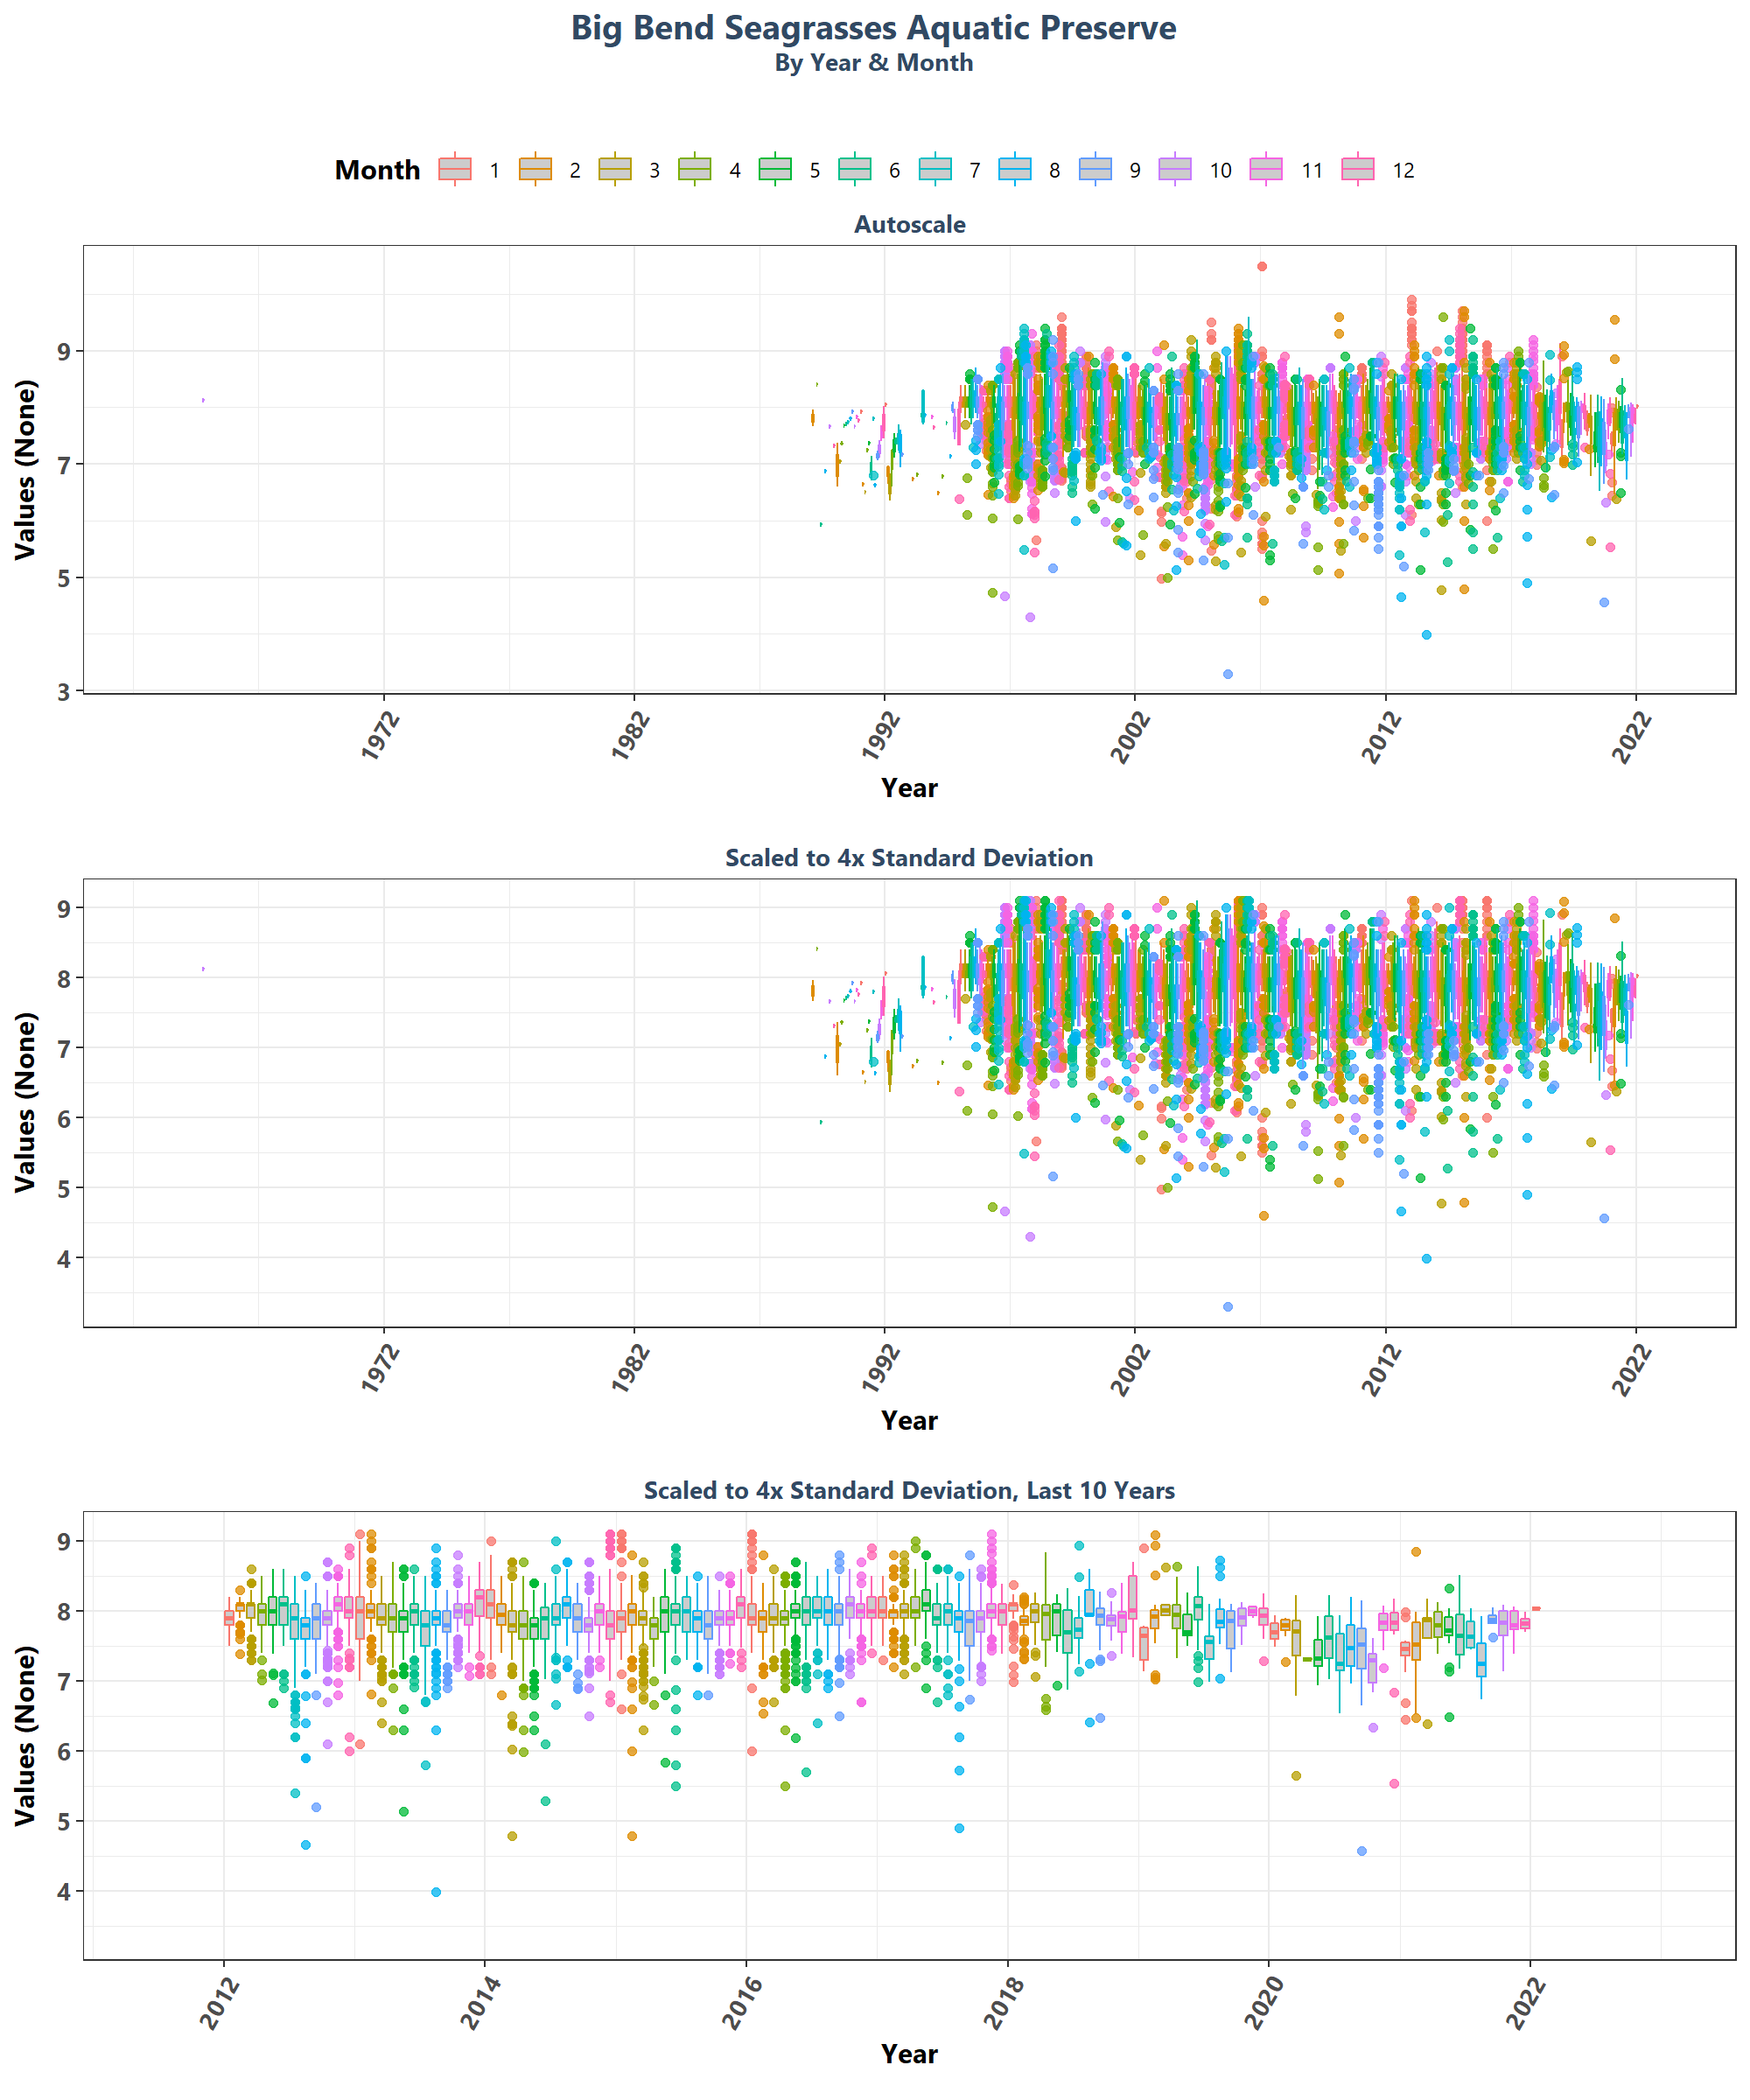 Big Bend Seagrasses Aquatic Preserve
By Year & Month
Month 1 2 3 4 5 6 7 8 9 10 11 12
Autoscale
Values (None)
9
7
5
3
1972 1982 1992 2002 2012 2022
Year
Scaled to 4x Standard Deviation
Values (None)
9
8
7
6
5
4
1972 1982 1992 2002 2012 2022
Year
Scaled to 4x Standard Deviation, Last 10 Years
Values (None)
9
8
7
6
5
4
2012 2014 2016 2018 2020 2022
Year